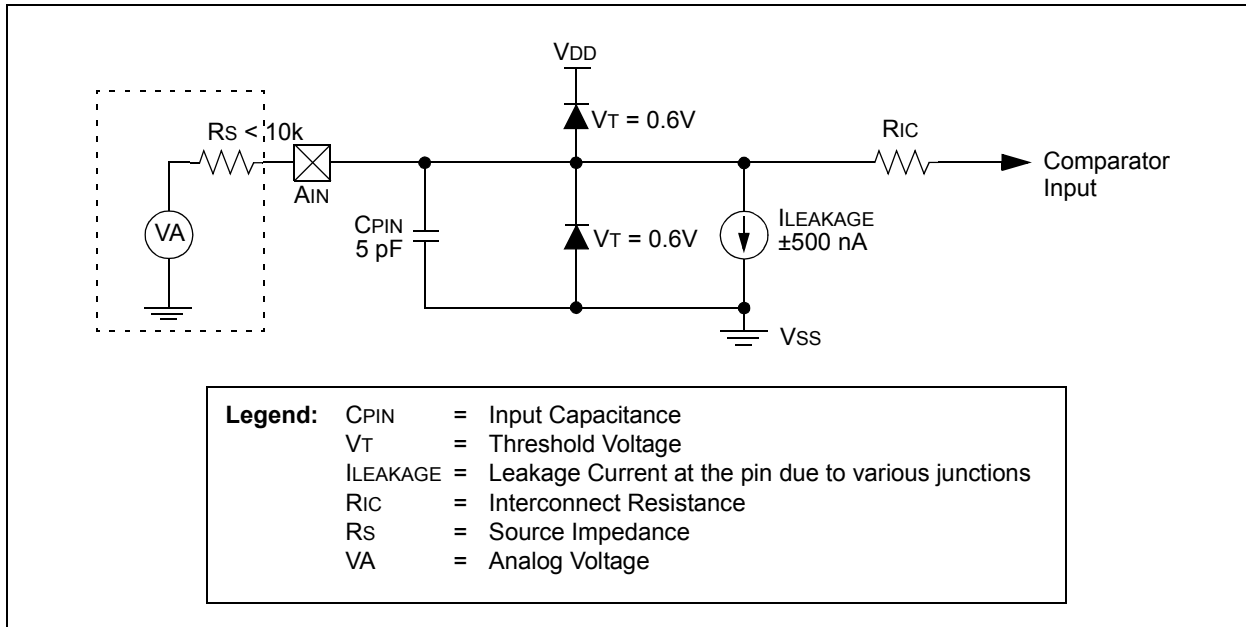 VDD
VT = 0.6V
RS < 10k
RIC
AIN
Comparator
Input
VA
CPIN
5 pF
VT = 0.6V
ILEAKAGE
±500 nA
VSS
Legend: CPIN = Input Capacitance
VT = Threshold Voltage
ILEAKAGE = Leakage Current at the pin due to various junctions
RIC = Interconnect Resistance
RS = Source Impedance
VA = Analog Voltage